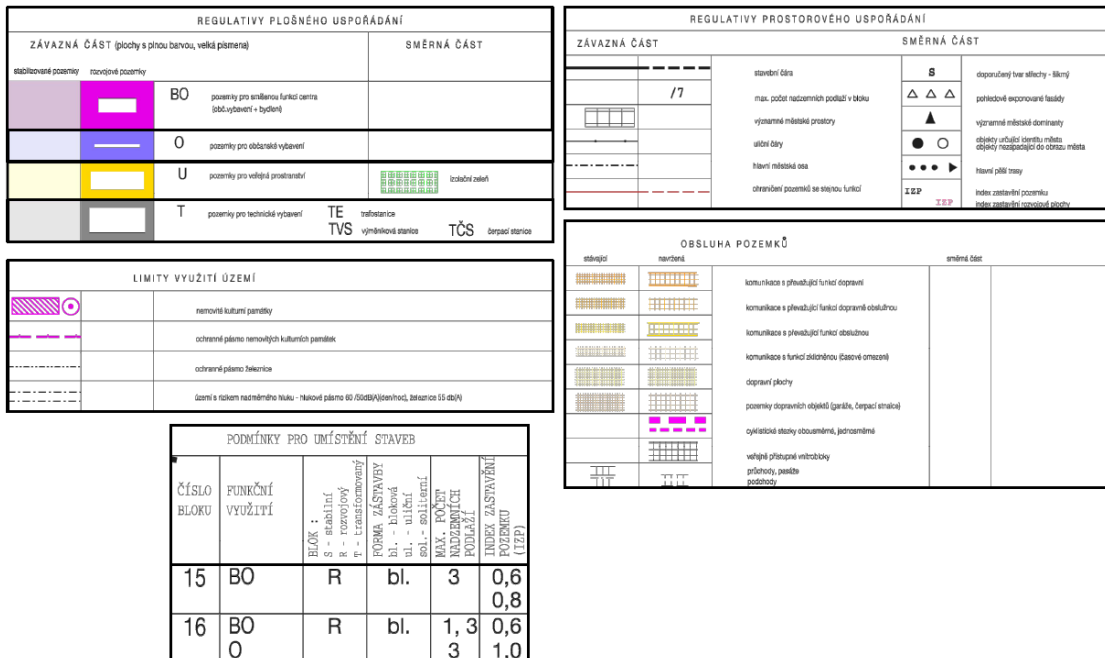 REGULATIVY PLOŠNÉHO USPOŘÁDÁNÍ
ZÁVAZNÁ ČÁST (plochy s plnou barvou, velká písmena)
SMĚRNÁ ČÁST
stabilizované pozemky
rozvojové pozemky
BO
pozemky pro smíšenou funkci centra
(obč.vybavení + bydlení)
O
pozemky pro občanské vybavení
U
pozemky pro veřejná prostranství
izolační zeleň
T
pozemky pro technické vybavení
TE
trafostanice
TVS
výměníková stanice
TČS
čerpací stanice
LIMITY VYUŽITÍ ÚZEMÍ
nemovité kulturní památky
ochranné pásmo nemovitých kulturních památek
ochranné pásmo železnice
území s rizikem nadměrného hluku - hlukové pásmo 60 /50dB(A)(den/noc), železnice 55 db(A)
PODMÍNKY PRO UMÍSTĚNÍ STAVEB
ČÍSLO
BLOKU
FUNKČNÍ
VYUŽITÍ
BLOK :
S - stabilní
R - rozvojový
T - transformovaný
FORMA ZÁSTAVBY
bl. - bloková
ul. - uliční
sol.- soliterní
MAX. POČET
NADZEMNÍCH
PODLAŽÍ
INDEX ZASTAVĚNÍ
POZEMKU
(IZP)
15 BO R bl. 3 0,6
0,8
16 BO R bl. 1, 3 0,6
O 3 1,0
REGULATIVY PROSTOROVÉHO USPOŘÁDÁNÍ
ZÁVAZNÁ ČÁST
SMĚRNÁ ČÁST
stavební čára
S
doporučený tvar střechy - šikmý
/7
max. počet nadzemních podlaží v bloku
pohledově exponované fasády
významné městské prostory
významné městské dominanty
uliční čáry
objekty určující identitu města
objekty nezapadající do obrazu města
hlavní městská osa
hlavní pěší trasy
ohraničení pozemků se stejnou funkcí
IZP
index zastavění pozemku
IZP
index zastavění rozvojové plochy
OBSLUHA POZEMKŮ
stávající
navržená
směrná část
komunikace s převažující funkcí dopravní
komunikace s převažující funkcí dopravně obslužnou
komunikace s převažující funkcí obslužnou
komunikace s funkcí zklidněnou (časové omezení)
dopravní plochy
pozemky dopravních objektů (garáže, čerpací stnaice)
cyklistické stezky obousměrné, jednosměrné
veřejně přístupné vnitrobloky
průchody, pasáže
podchody